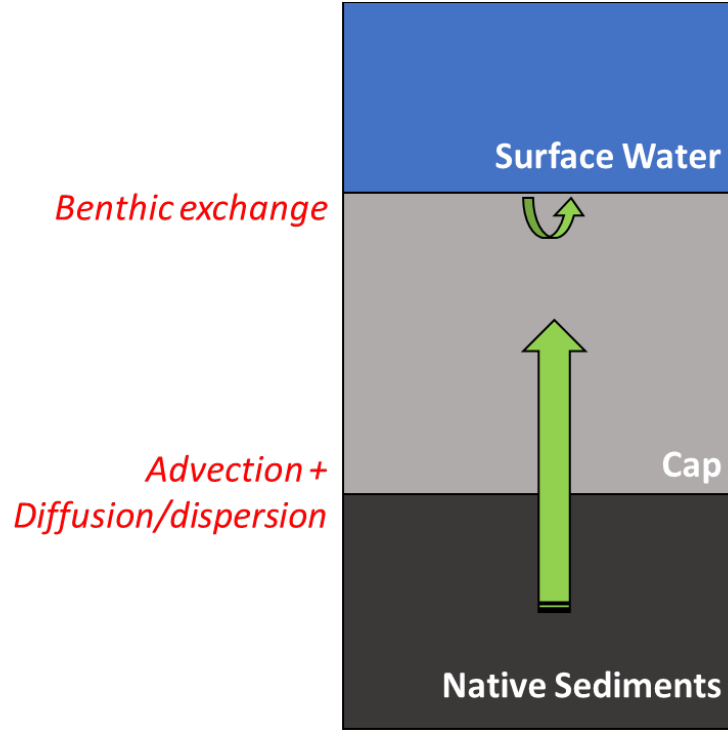 Surface Water
Benthic exchange
Cap
Advection +
Diffusion/dispersion
Native Sediments